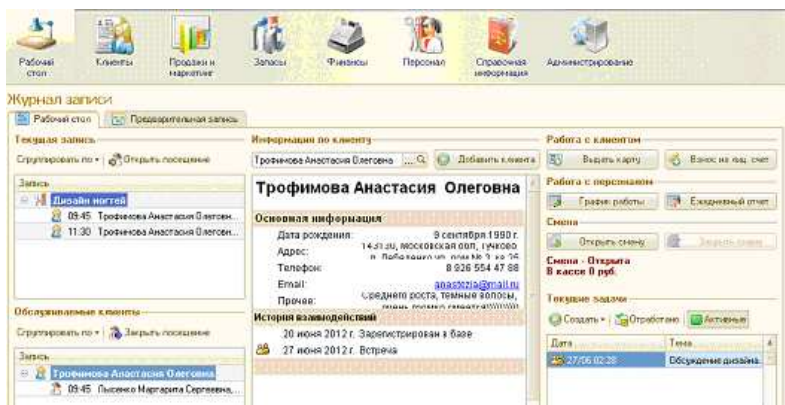 Рабочий стол
Клиенты
Продажи и маркетинг
Запасы
Финансы
Персонал
Справочная информация
Администрирование
Журнал записи
Рабочий стол
Предварительная запись
Текущая запись
Сгруппировать по
Открыть посещение
Запись
Дизайн ногтей
09:45 Трофимова Анастасия Олеговн...
11:30 Трофимова Анастасия Олеговн...
Обслуживаемые клиенты
Сгруппировать по
Закрыть посещение
Запись
Трофимова Анастасия Олеговна
09:45 Лысенко Маргарита Сергеевна,...
Информация по клиенту
Трофимова Анастасия Олеговна ...
Добавить клиента
Трофимова Анастасия Олеговна
Основная информация
Дата рождения: 9 сентября 1990 г.
Адрес: московская обл,
Телефон: 8 926 554 47 88
Email: anastezia@mail.ru
Прочее: среднего роста, темные волосы,
История взаимодействий
20 июня 2012 г. Зарегистрирован в базе
27 июня 2012 г. Встреча
Работа с клиентом
Выдать карту
Взнос на лиц. счет
Работа с персоналом
График работы
Ежедневный отчет
Смена
Открыть смену
Закрыть смену
Смена - Открыта
В кассе 0 руб.
Текущие задачи
Создать
Отработано
Активные
Дата
Тема
27/06 02:28
Обсуждение дизайна